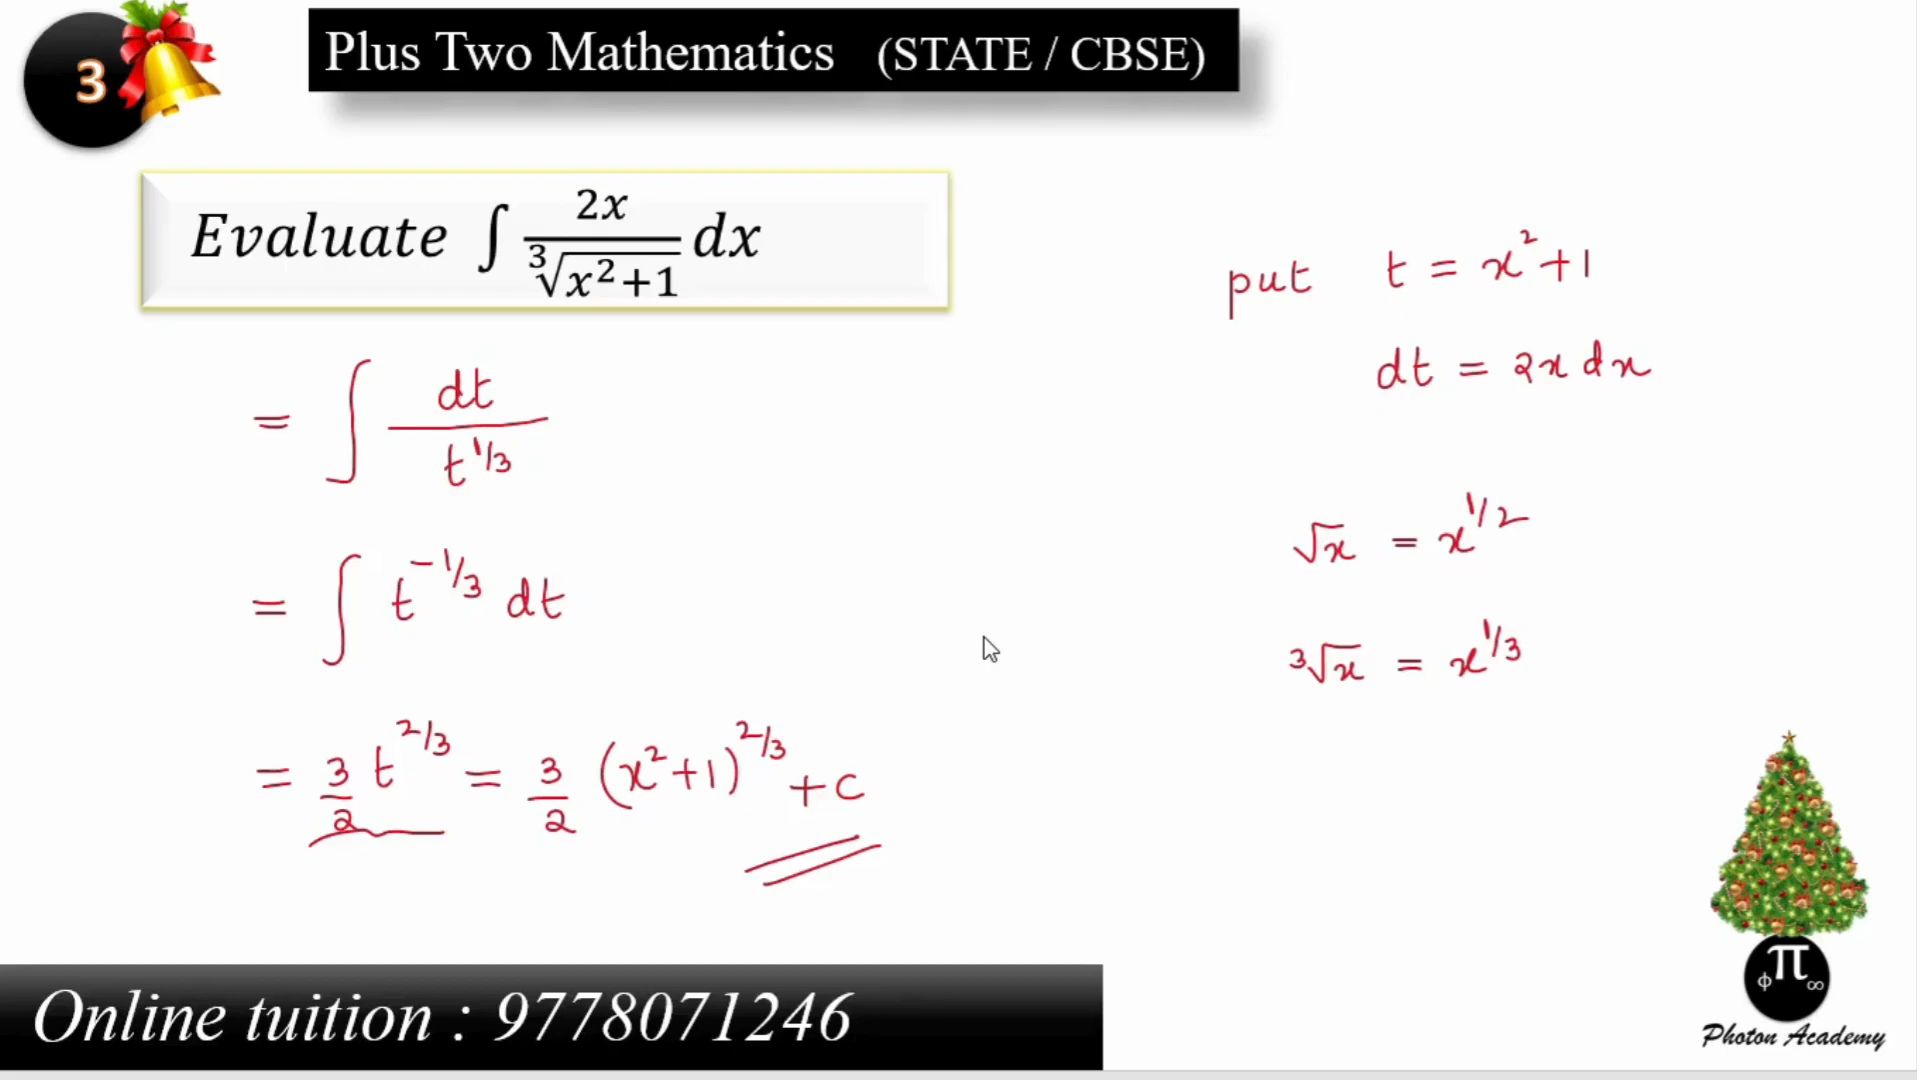 3
Plus Two Mathematics (STATE / CBSE)
Evaluate ∫ 2x / ∛(x²+1) dx
put t = x²+1
dt = 2x dx
= ∫ dt / t^1/3
√x = x^1/2
= ∫ t^-1/3 dt
³√x = x^1/3
= 3/2 t^2/3 = 3/2 (x²+1)^2/3 + c
π
φ ∞
Photon Academy
Online tuition : 9778071246